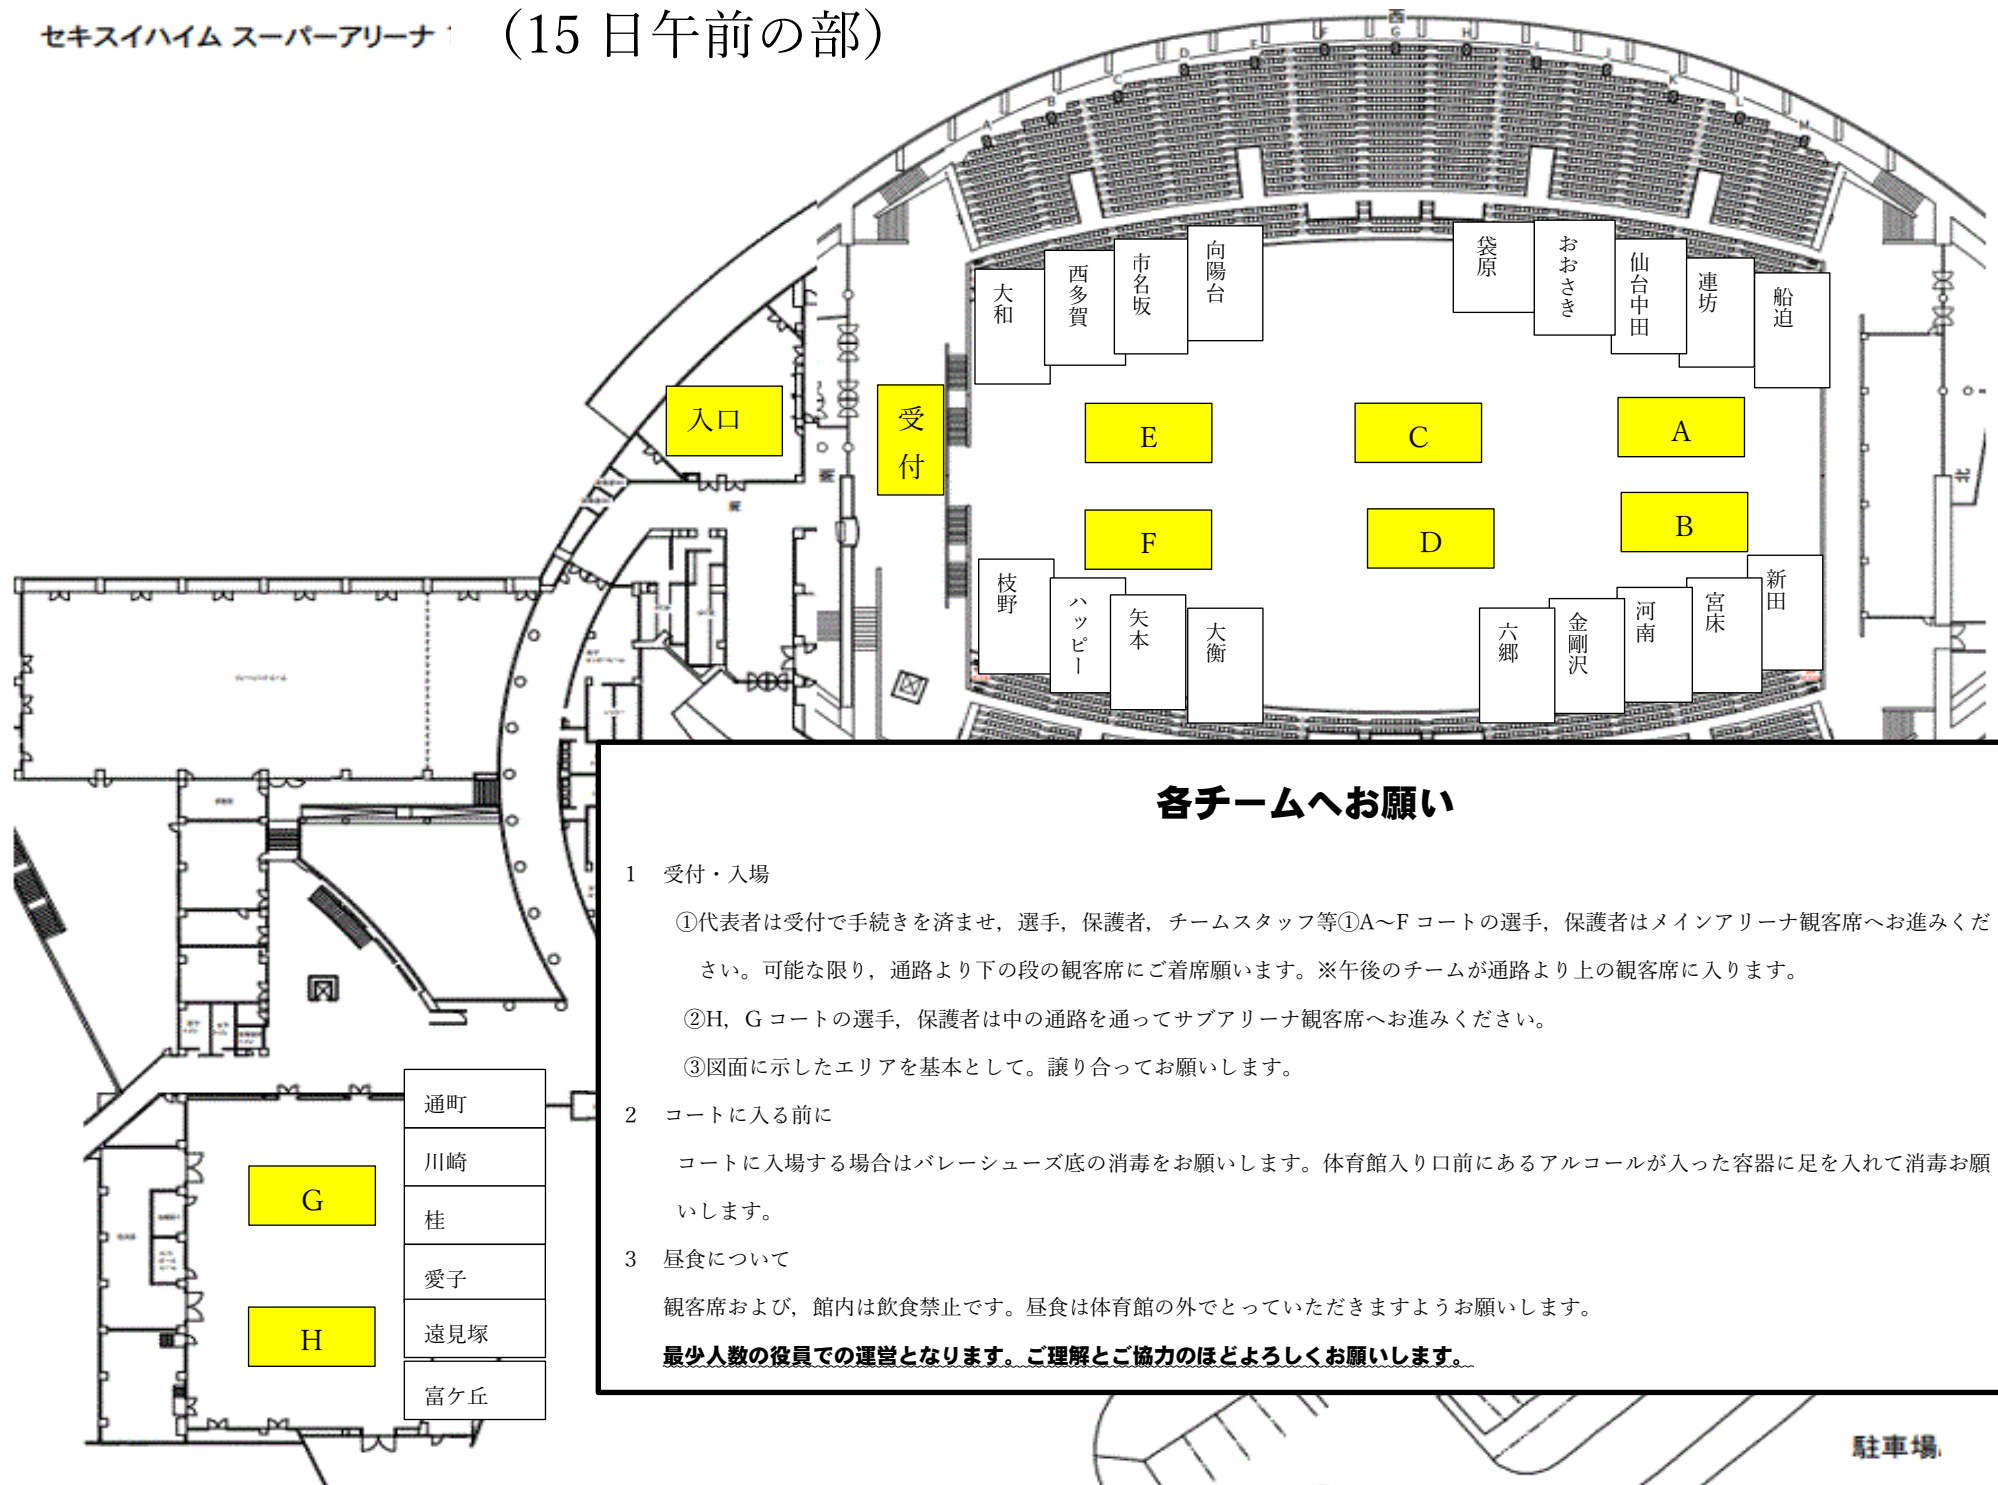 セキスイハイム スーパーアリーナ
（15 日午前の部）
西
A
B
C
D
E
F
G
H
I
J
K
L
M
大和
西多賀
市名坂
向陽台
袋原
おおさき
仙台中田
連坊
船迫
入口
受付
E
C
A
F
D
B
南
北
枝野
ハッピー
矢本
大衡
六郷
金剛沢
河南
宮床
新田
各チームへお願い
1 受付・入場
①代表者は受付で手続きを済ませ，選手，保護者，チームスタッフ等①A～F コートの選手，保護者はメインアリーナ観客席へお進みくだ
さい。可能な限り，通路より下の段の観客席にご着席願います。※午後のチームが通路より上の観客席に入ります。
②H，G コートの選手，保護者は中の通路を通ってサブアリーナ観客席へお進みください。
③図面に示したエリアを基本として。譲り合ってお願いします。
2 コートに入る前に
コートに入場する場合はバレーシューズ底の消毒をお願いします。体育館入り口前にあるアルコールが入った容器に足を入れて消毒お願
いします。
3 昼食について
観客席および，館内は飲食禁止です。昼食は体育館の外でとっていただきますようお願いします。
最少人数の役員での運営となります。ご理解とご協力のほどよろしくお願いします。
通町
川崎
桂
愛子
遠見塚
富ケ丘
G
H
駐車場